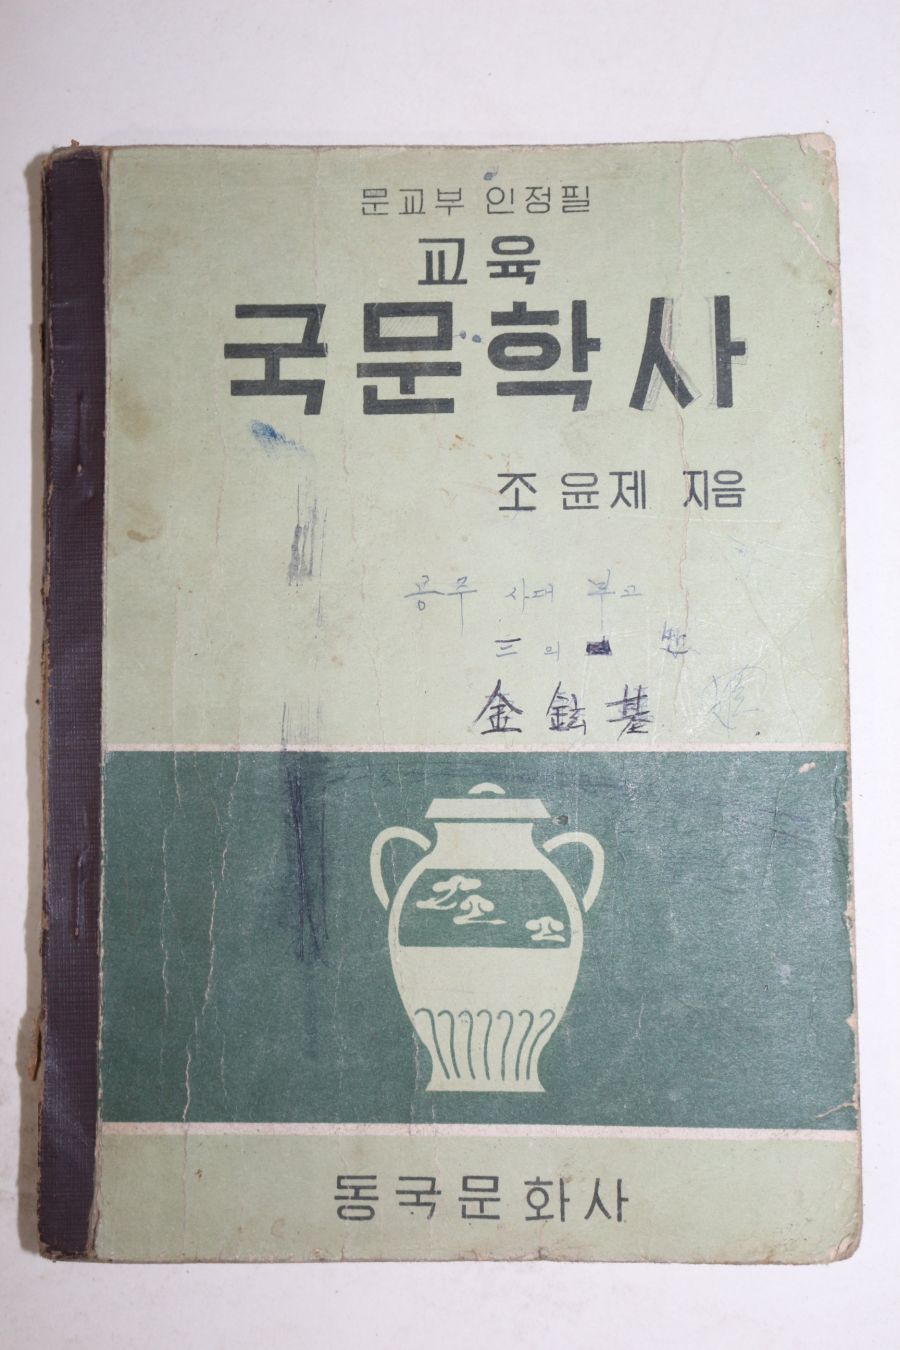 문교부 인정필
교육
국문학사
조윤제 지음
공주 사대 부고
三의 반
金鉉基
동국문화사